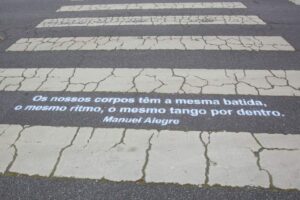 Os nossos corpos têm a mesma batida,
o mesmo ritmo, o mesmo tango por dentro.
Manuel Alegre